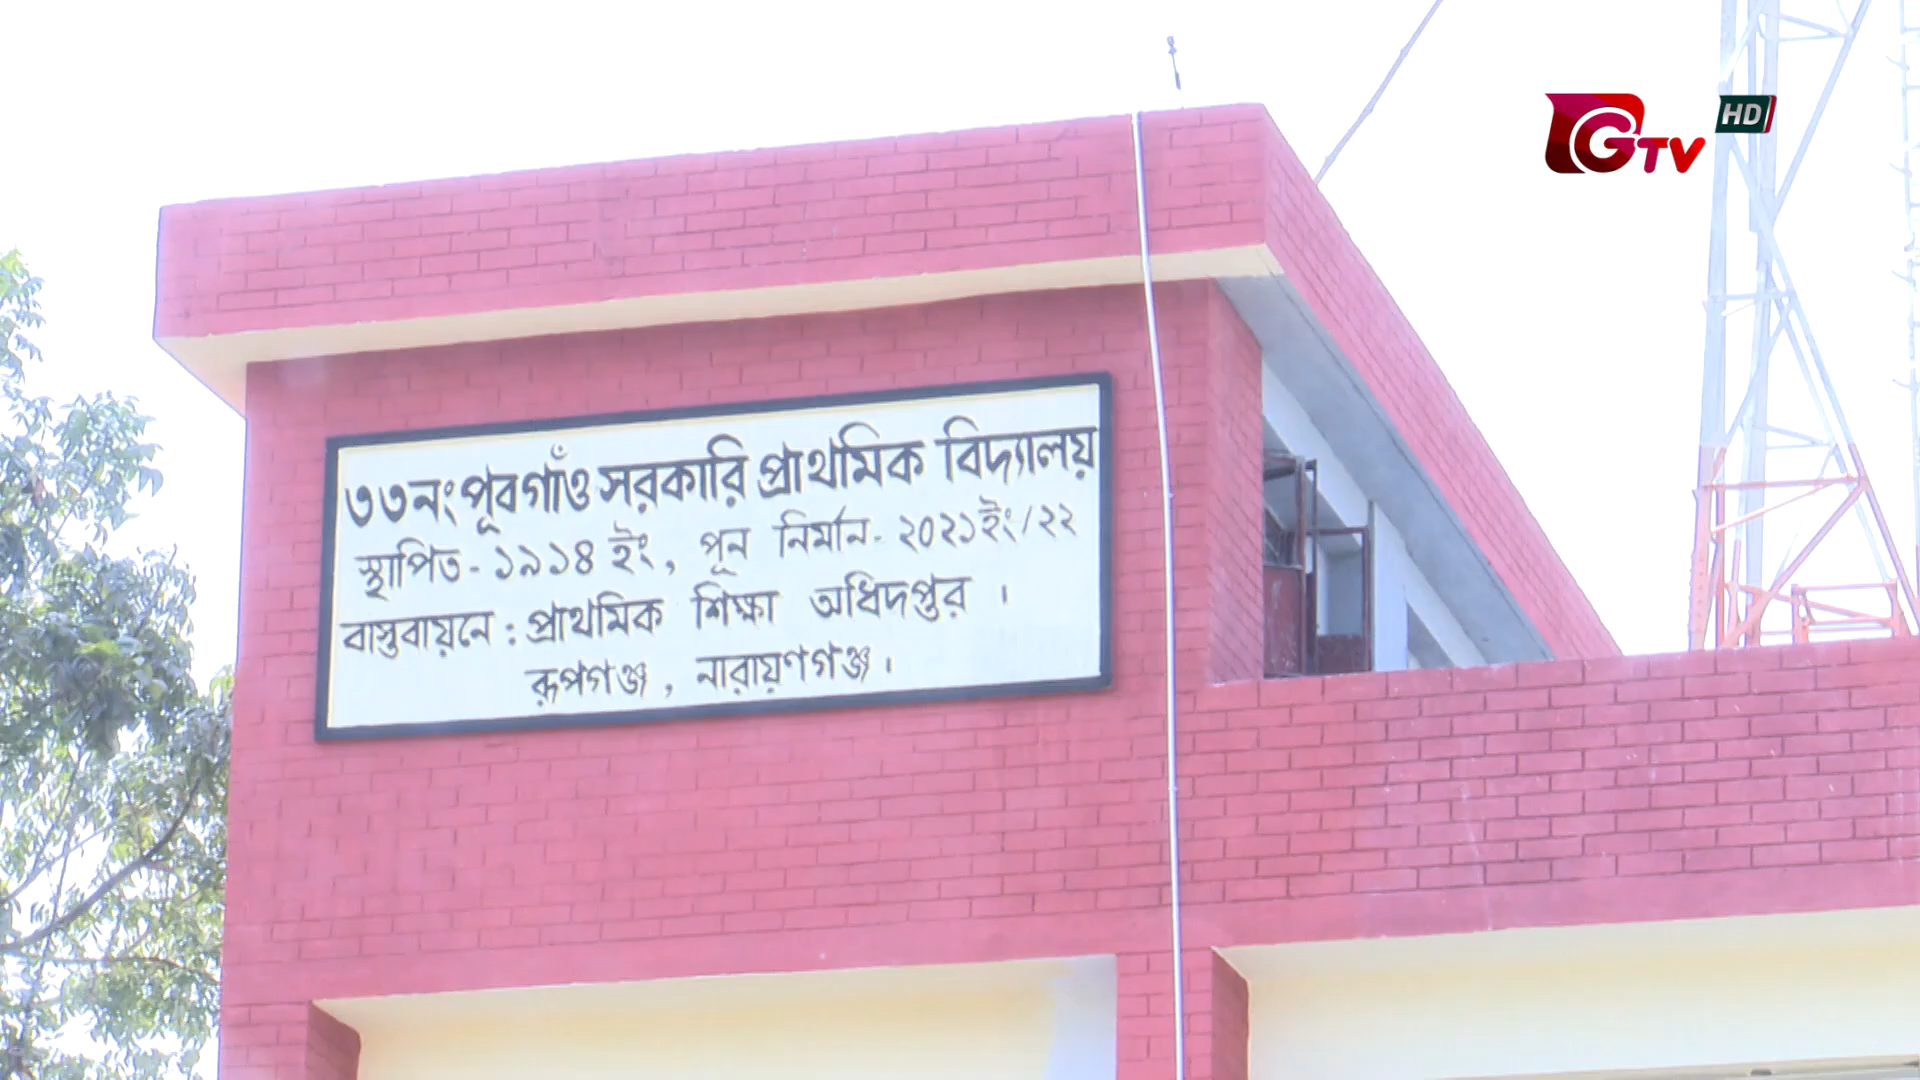 ৩৩নং পূবগাঁও সরকারি প্রাথমিক বিদ্যালয়
স্থাপিত - ১৯১৪ ইং, পূন নির্মান- ২০২১ইং/২২
বাস্তবায়নে : প্রাথমিক শিক্ষা অধিদপ্তর ।
রূপগঞ্জ, নারায়ণগঞ্জ।
GTV HD